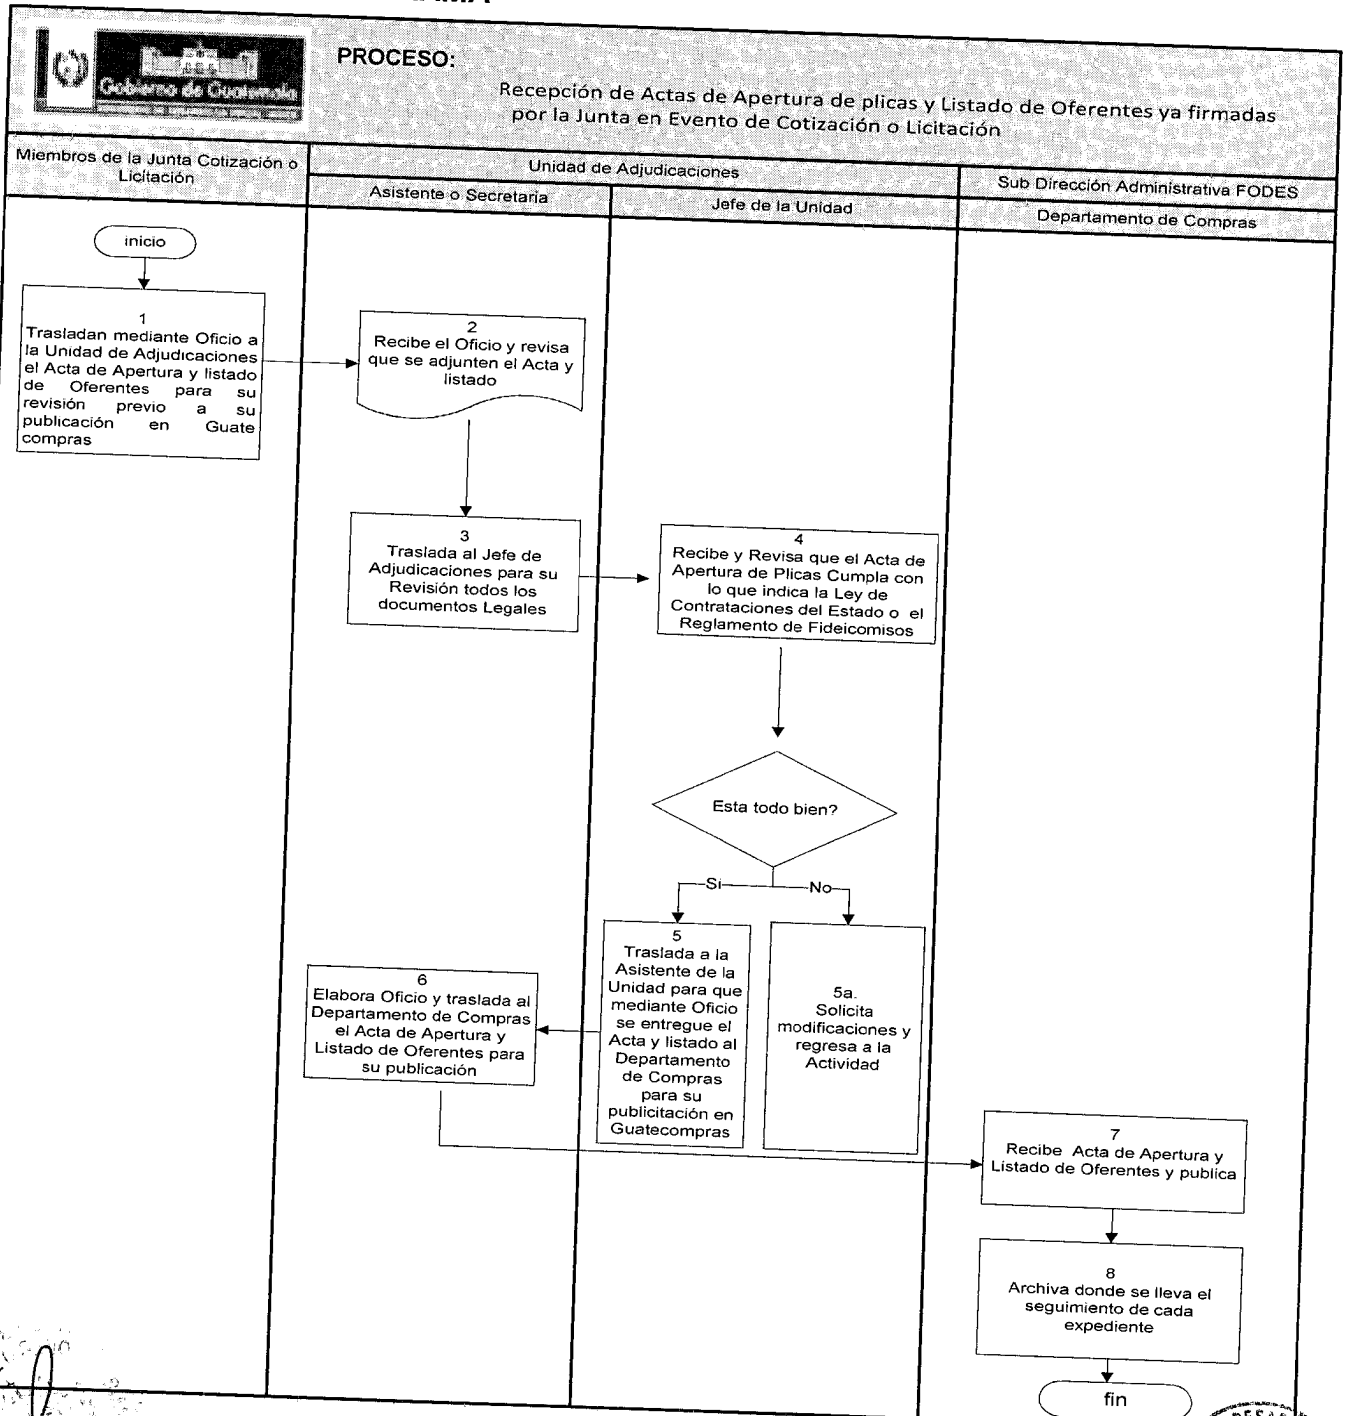 PROCESO:
Gobierno de Guatemala
Recepción de Actas de Apertura de plicas y Listado de Oferentes ya firmadas
por la Junta en Evento de Cotización o Licitación
Miembros de la Junta Cotización o
Licitación
Unidad de Adjudicaciones
Sub Dirección Administrativa FODES
Asistente o Secretaria
Jefe de la Unidad
Departamento de Compras
inicio
1
Trasladan mediante Oficio a
la Unidad de Adjudicaciones
el Acta de Apertura y listado
de Oferentes para su
revisión previo a su
publicación en Guate
compras
2
Recibe el Oficio y revisa
que se adjunten el Acta y
listado
3
Traslada al Jefe de
Adjudicaciones para su
Revisión todos los
documentos Legales
4
Recibe y Revisa que el Acta de
Apertura de Plicas Cumpla con
lo que indica la Ley de
Contrataciones del Estado o el
Reglamento de Fideicomisos
Esta todo bien?
Si
No
5
Traslada a la
Asistente de la
Unidad para que
mediante Oficio
se entregue el
Acta y listado al
Departamento
de Compras
para su
publicitación en
Guatecompras
5a.
Solicita
modificaciones y
regresa a la
Actividad
6
Elabora Oficio y traslada al
Departamento de Compras
el Acta de Apertura y
Listado de Oferentes para
su publicación
7
Recibe Acta de Apertura y
Listado de Oferentes y publica
8
Archiva donde se lleva el
seguimiento de cada
expediente
fin